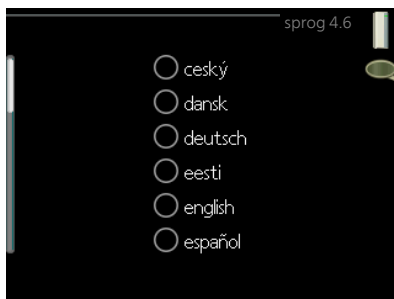 sprog 4.6
ceský
dansk
deutsch
eesti
english
español